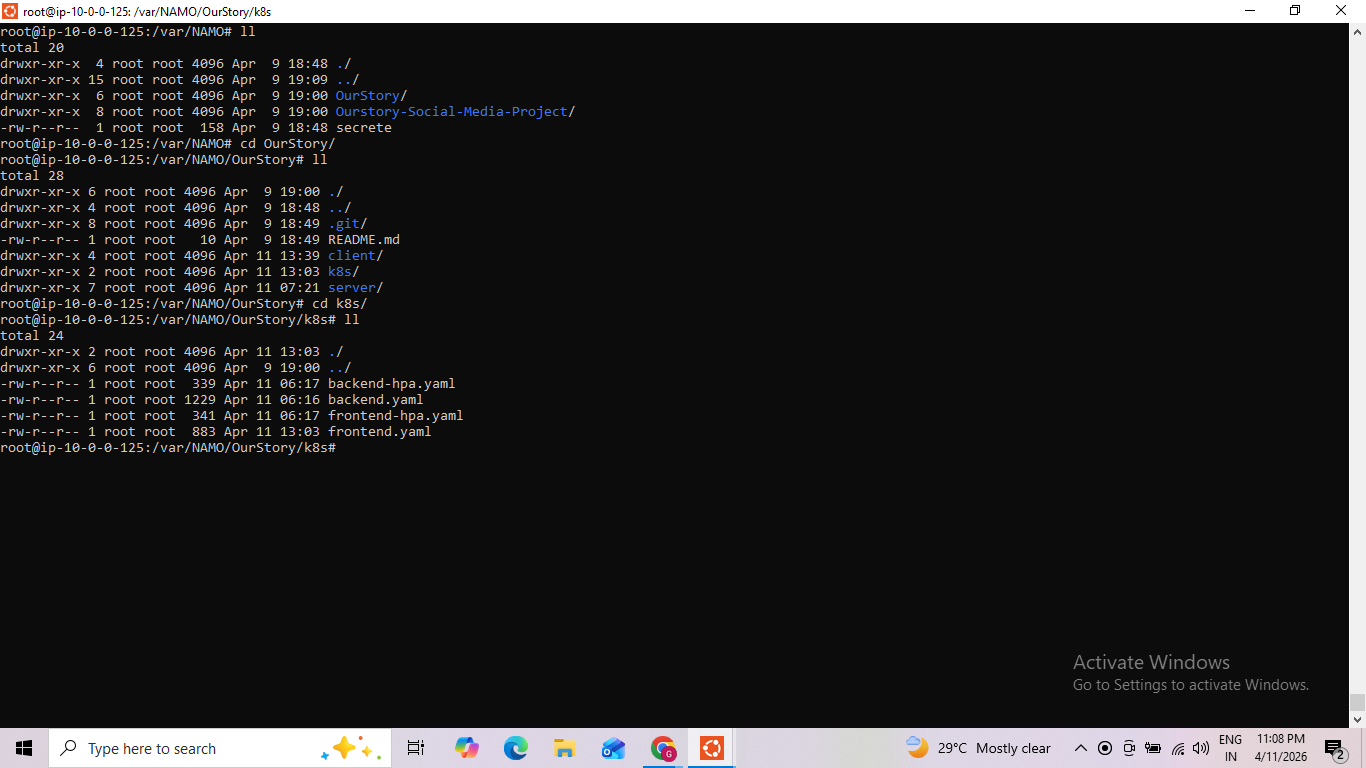 root@ip-10-0-0-125: /var/NAMO/OurStory/k8s
root@ip-10-0-0-125:/var/NAMO# ll
total 20
drwxr-xr-x  4 root root 4096 Apr  9 18:48 ./
drwxr-xr-x 15 root root 4096 Apr  9 19:09 ../
drwxr-xr-x  6 root root 4096 Apr  9 19:00 OurStory/
drwxr-xr-x  8 root root 4096 Apr  9 19:00 Ourstory-Social-Media-Project/
-rw-r--r--  1 root root  158 Apr  9 18:48 secrete
root@ip-10-0-0-125:/var/NAMO# cd OurStory/
root@ip-10-0-0-125:/var/NAMO/OurStory# ll
total 28
drwxr-xr-x 6 root root 4096 Apr  9 19:00 ./
drwxr-xr-x 4 root root 4096 Apr  9 18:48 ../
drwxr-xr-x 8 root root 4096 Apr  9 18:49 .git/
-rw-r--r-- 1 root root   10 Apr  9 18:49 README.md
drwxr-xr-x 4 root root 4096 Apr 11 13:39 client/
drwxr-xr-x 2 root root 4096 Apr 11 13:03 k8s/
drwxr-xr-x 7 root root 4096 Apr 11 07:21 server/
root@ip-10-0-0-125:/var/NAMO/OurStory# cd k8s/
root@ip-10-0-0-125:/var/NAMO/OurStory/k8s# ll
total 24
drwxr-xr-x 2 root root 4096 Apr 11 13:03 ./
drwxr-xr-x 6 root root 4096 Apr  9 19:00 ../
-rw-r--r-- 1 root root  339 Apr 11 06:17 backend-hpa.yaml
-rw-r--r-- 1 root root 1229 Apr 11 06:16 backend.yaml
-rw-r--r-- 1 root root  341 Apr 11 06:17 frontend-hpa.yaml
-rw-r--r-- 1 root root  883 Apr 11 13:03 frontend.yaml
root@ip-10-0-0-125:/var/NAMO/OurStory/k8s#
Activate Windows
Go to Settings to activate Windows.
Type here to search
G
29°C Mostly clear
ENG
IN
11:08 PM
4/11/2026
2